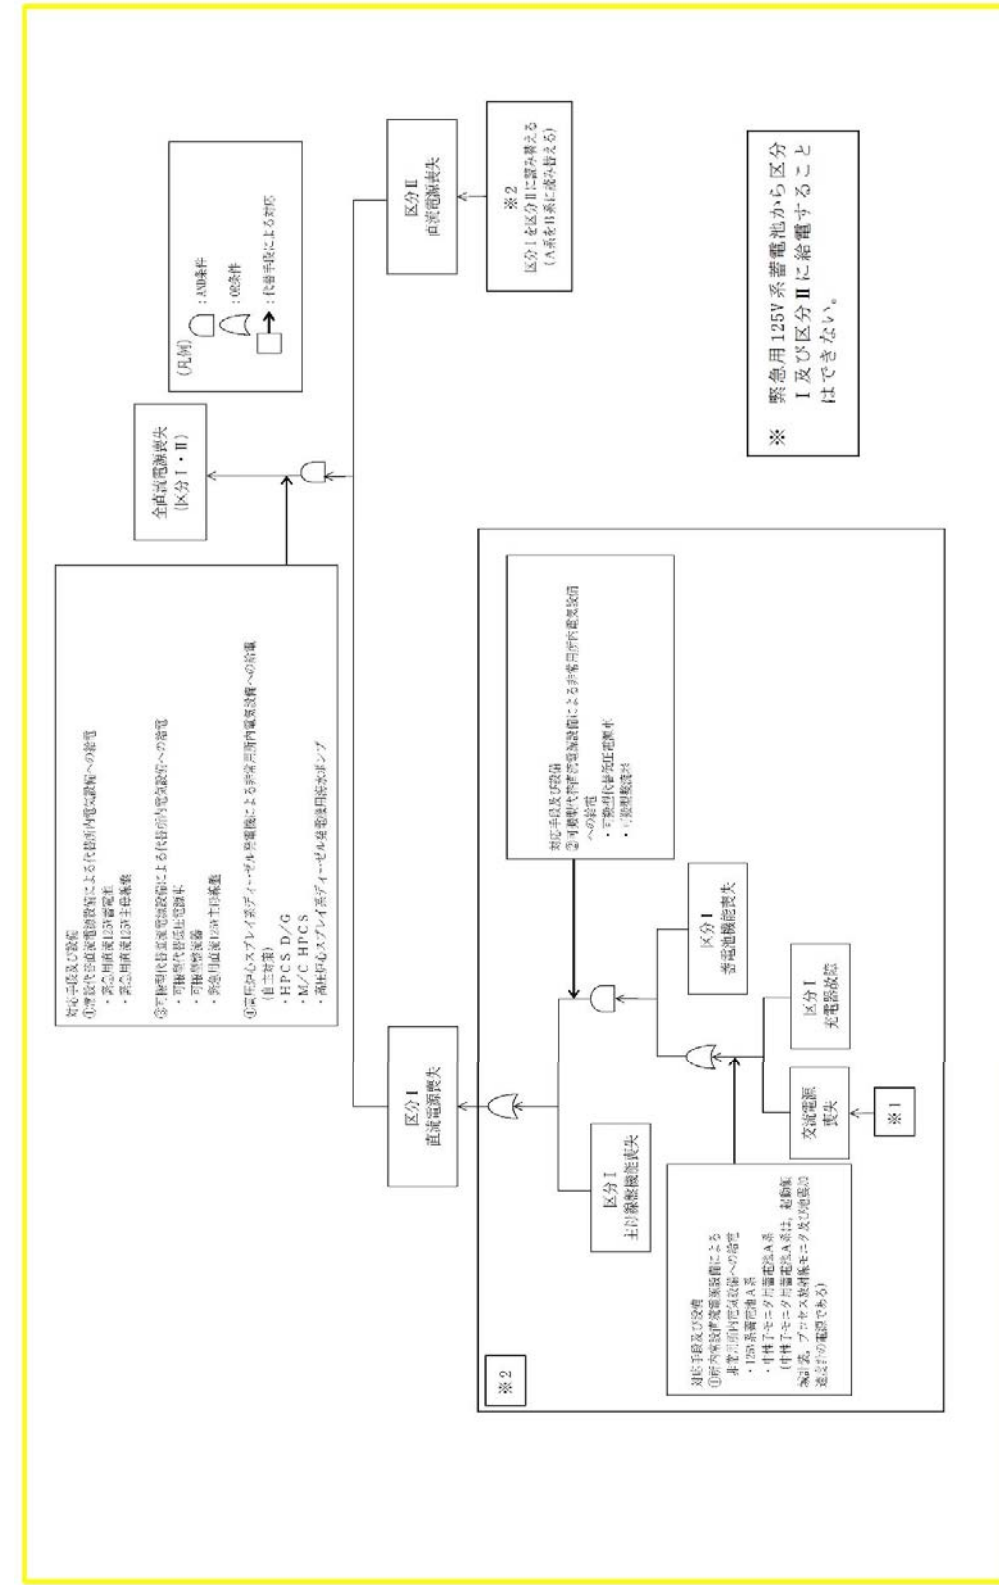 対応手段及び設備
①常設代替直流電源設備による代替所内電気設備への給電
・緊急用直流125V蓄電池
・緊急用直流125V主母線盤
③可搬型代替直流電源設備による代替所内電気設備への給電
・可搬型代替低圧電源車
・可搬型整流器
・緊急用直流125V主母線盤
④高圧炉心スプレイ系ディーゼル発電機による非常用所内電気設備への給電
(自主対策)
・HPCS D/G
・M/C HPCS
・高圧炉心スプレイ系ディーゼル発電機用海水ポンプ
全直流電源喪失
(区分Ⅰ・Ⅱ)
(凡例)
:AND条件
:OR条件
:代替手段による対応
区分Ⅰ
直流電源喪失
区分Ⅱ
直流電源喪失
※2
区分Ⅰを区分Ⅱに読み替える
(A系をB系に読み替える)
※2
対応手段及び設備
②可搬型代替直流電源設備による非常用所内電気設備
への給電
・可搬型代替低圧電源車
・可搬型整流器
区分Ⅰ
主母線盤機能喪失
区分Ⅰ
蓄電池機能喪失
対応手段及び設備
①所内常設直流電源設備による
非常用所内電気設備への給電
・125V系蓄電池A系
・中性子モニタ用蓄電池A系
(中性子モニタ用蓄電池A系は,起動領
域計装,プロセス放射線モニタ及び地震加
速度計の電源である)
交流電源
喪失
区分Ⅰ
充電器故障
※1
※ 緊急用125V系蓄電池から区分
Ⅰ及び区分Ⅱに給電すること
はできない。